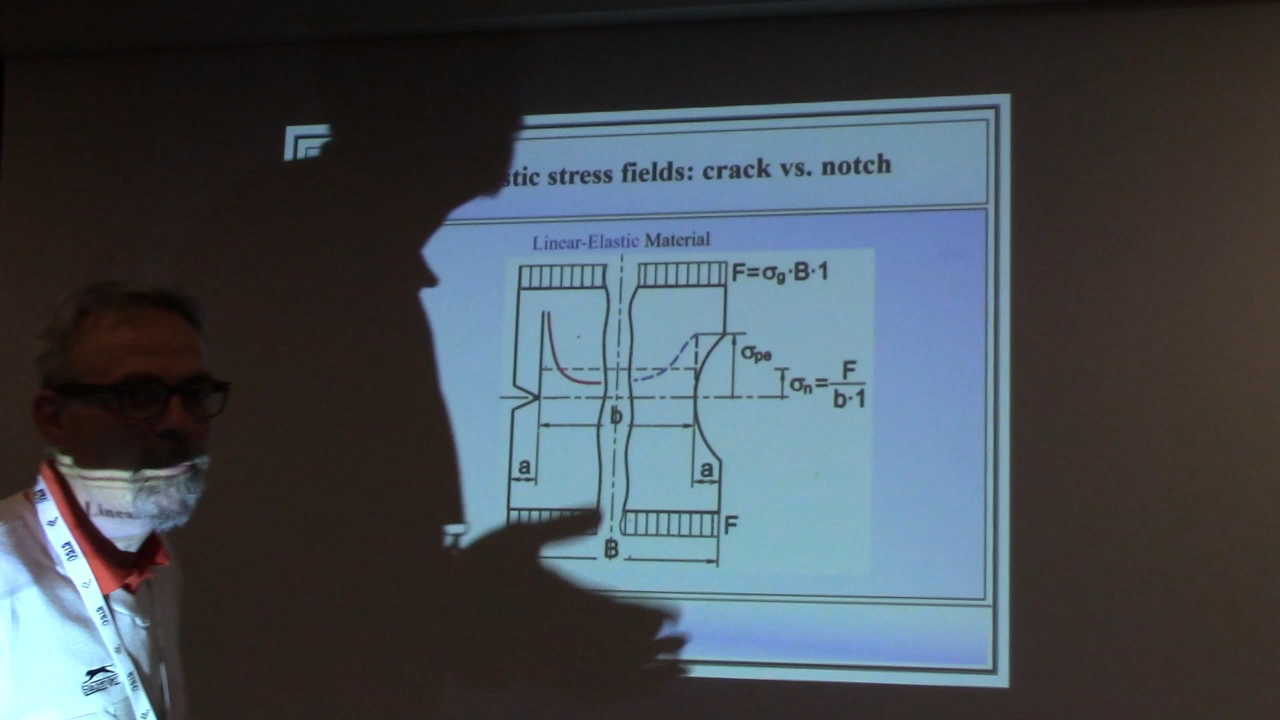 stic stress fields: crack vs. notch
Linear-Elastic Material
F=σg·B·1
σpe
σn=F/b·1
b
a
a
F
B